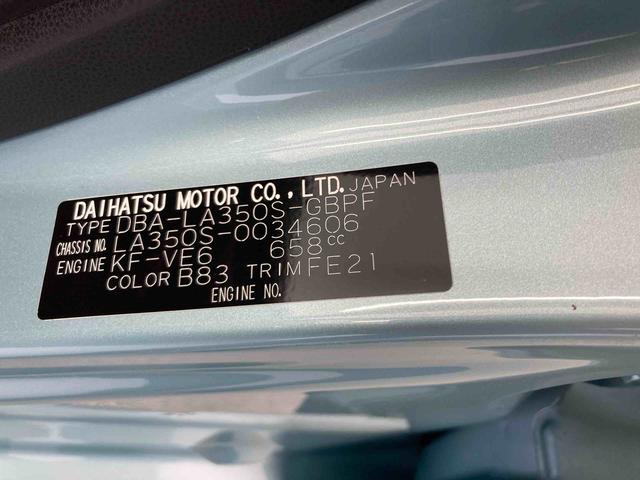 DAIHATSU MOTOR CO.,LTD. JAPAN
TYPE DBA-LA350S-GBPF
CHASSIS NO. LA350S-0034606
ENGINE KF-VE6 658cc
COLOR B83 TRIM FE21
ENGINE NO.